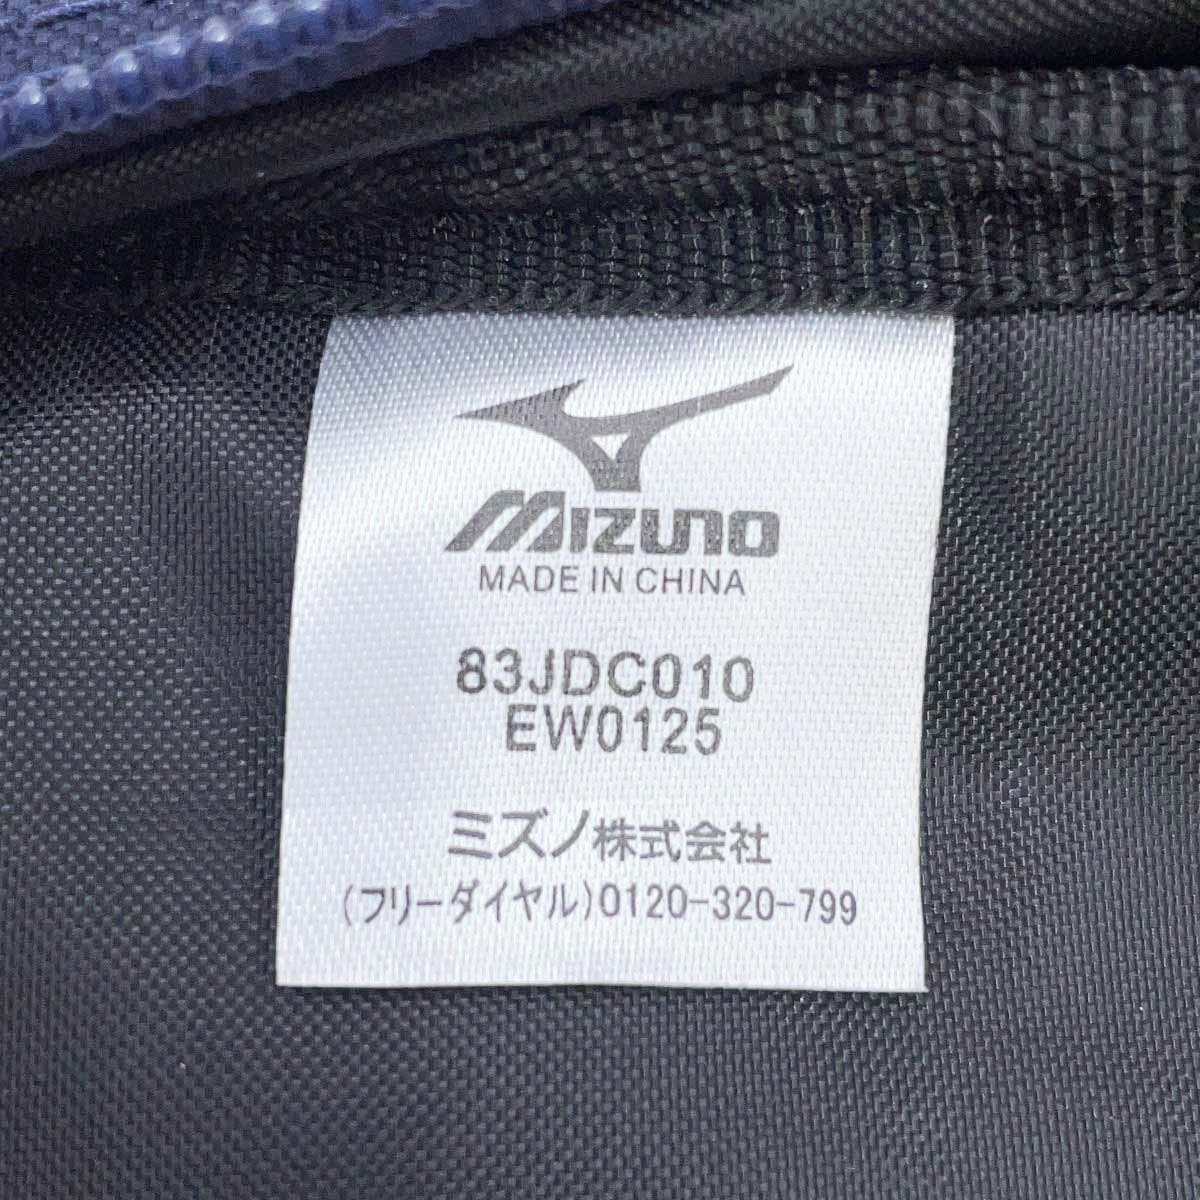 MIZUNO
MADE IN CHINA
83JDC010
EW0125
ミズノ株式会社
(フリーダイヤル)0120-320-799